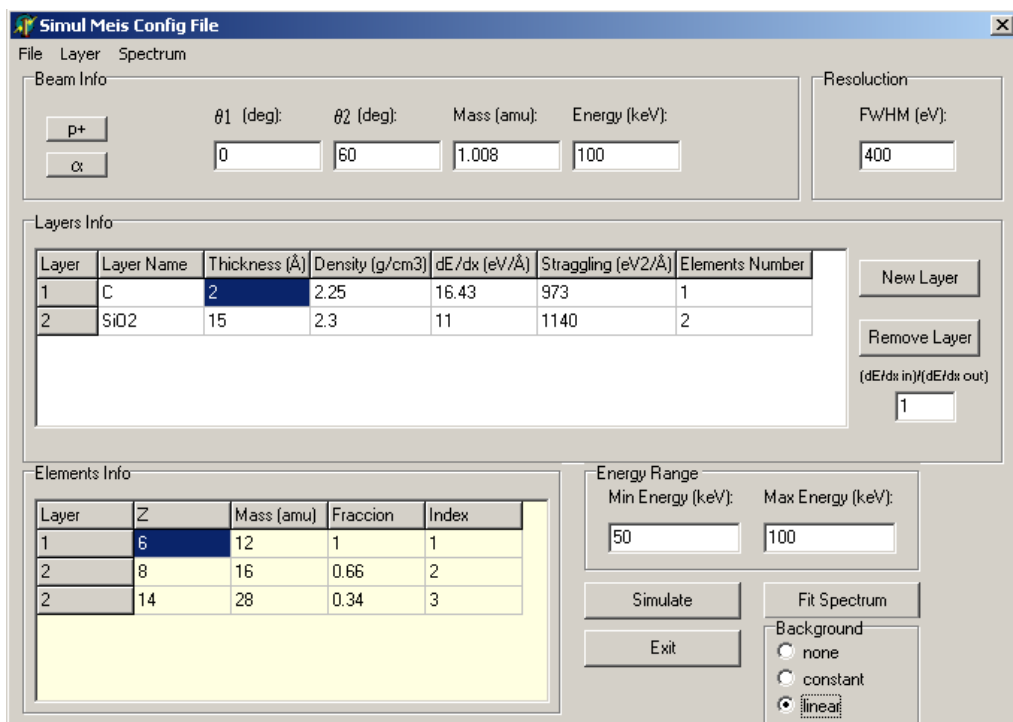 Simul Meis Config File
File Layer Spectrum
Beam Info
p+
α
θ1 (deg):
θ2 (deg):
Mass (amu):
Energy (keV):
0
60
1.008
100
Resoluction
FWHM (eV):
400
Layers Info
Layer Layer Name Thickness (Å) Density (g/cm3) dE/dx (eV/Å) Straggling (eV2/Å) Elements Number
1 C 2 2.25 16.43 973 1
2 SiO2 15 2.3 11 1140 2
New Layer
Remove Layer
(dE/dx in)/(dE/dx out)
1
Elements Info
Layer Z Mass (amu) Fraccion Index
1 6 12 1 1
2 8 16 0.66 2
2 14 28 0.34 3
Energy Range
Min Energy (keV):
Max Energy (keV):
50
100
Simulate
Fit Spectrum
Exit
Background
none
constant
linear